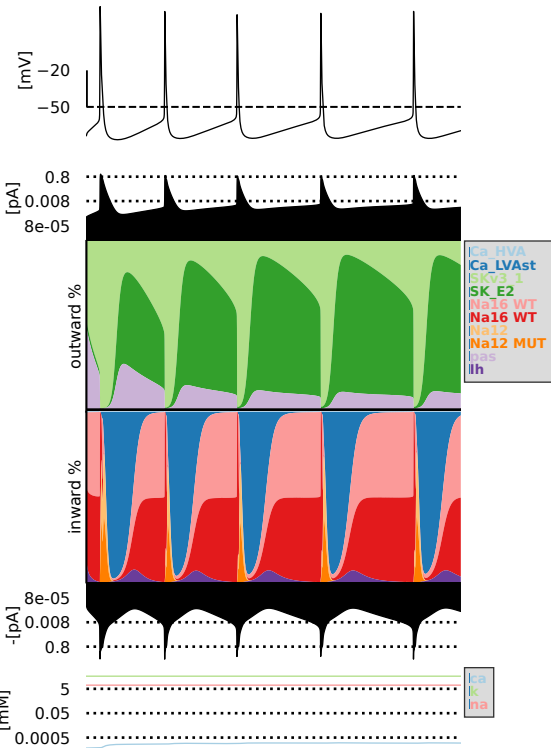 [mV]
−20
−50
[pA]
0.8
0.008
8e-05
outward %
Ca_HVA
Ca_LVAst
SKv3_1
SK_E2
Na16 WT
Na16 WT
Na12
Na12 MUT
pas
Ih
inward %
-[pA]
8e-05
0.008
0.8
[mM]
5
0.05
0.0005
ca
k
na